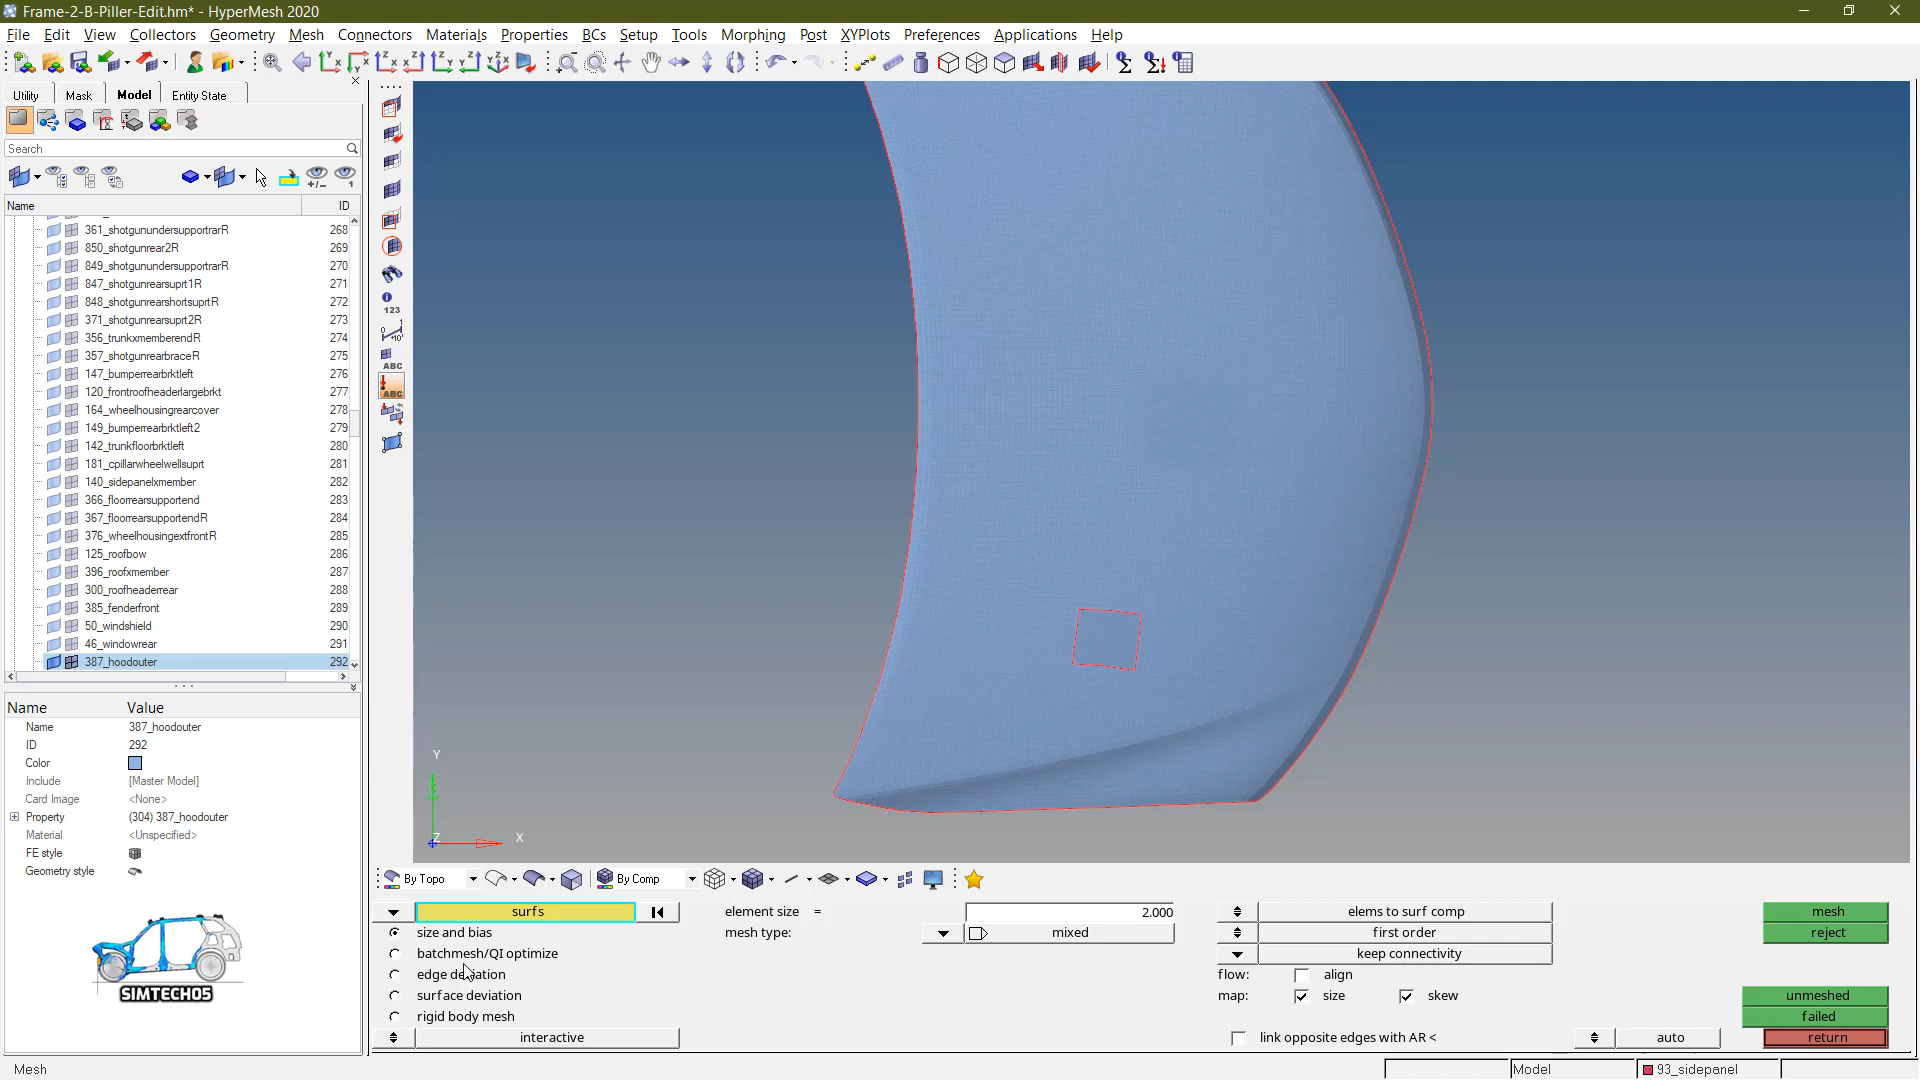 Frame-2-B-Piller-Edit.hm* - HyperMesh 2020
File Edit View Collectors Geometry Mesh Connectors Materials Properties BCs Setup Tools Morphing Post XYPlots Preferences Applications Help
Utility Mask Model Entity State
Search
Name ID
361_shotgunundersupportrarR 268
850_shotgunrear2R 269
849_shotgunundersupportrarR 270
847_shotgunrearsuprt1R 271
848_shotgunrearshortsuprtR 272
371_shotgunrearsuprt2R 273
356_trunkxmemberendR 274
357_shotgunrearbraceR 275
147_bumperrearbrktleft 276
120_frontroofheaderlargebrkt 277
164_wheelhousingrearcover 278
149_bumperrearbrktleft2 279
142_trunkfloorbrktleft 280
181_cpillarwheelwellsuprt 281
140_sidepanelxmember 282
366_floorrearsupportend 283
367_floorrearsupportendR 284
376_wheelhousingextfrontR 285
125_roofbow 286
396_roofxmember 287
300_roofheaderrear 288
385_fenderfront 289
50_windshield 290
46_windowrear 291
387_hoodouter 292
Name Value
Name 387_hoodouter
ID 292
Color
Include [Master Model]
Card Image <None>
Property (304) 387_hoodouter
Material <Unspecified>
FE style
Geometry style
SIMTECH05
123
ABC
ABC
Y
Z
X
By Topo By Comp
surfs
size and bias
batchmesh/QI optimize
edge deviation
surface deviation
rigid body mesh
interactive
element size = 2.000
mesh type: mixed
elems to surf comp
first order
keep connectivity
flow: align
map: size skew
link opposite edges with AR < auto
mesh
reject
unmeshed
failed
return
Mesh Model 93_sidepanel